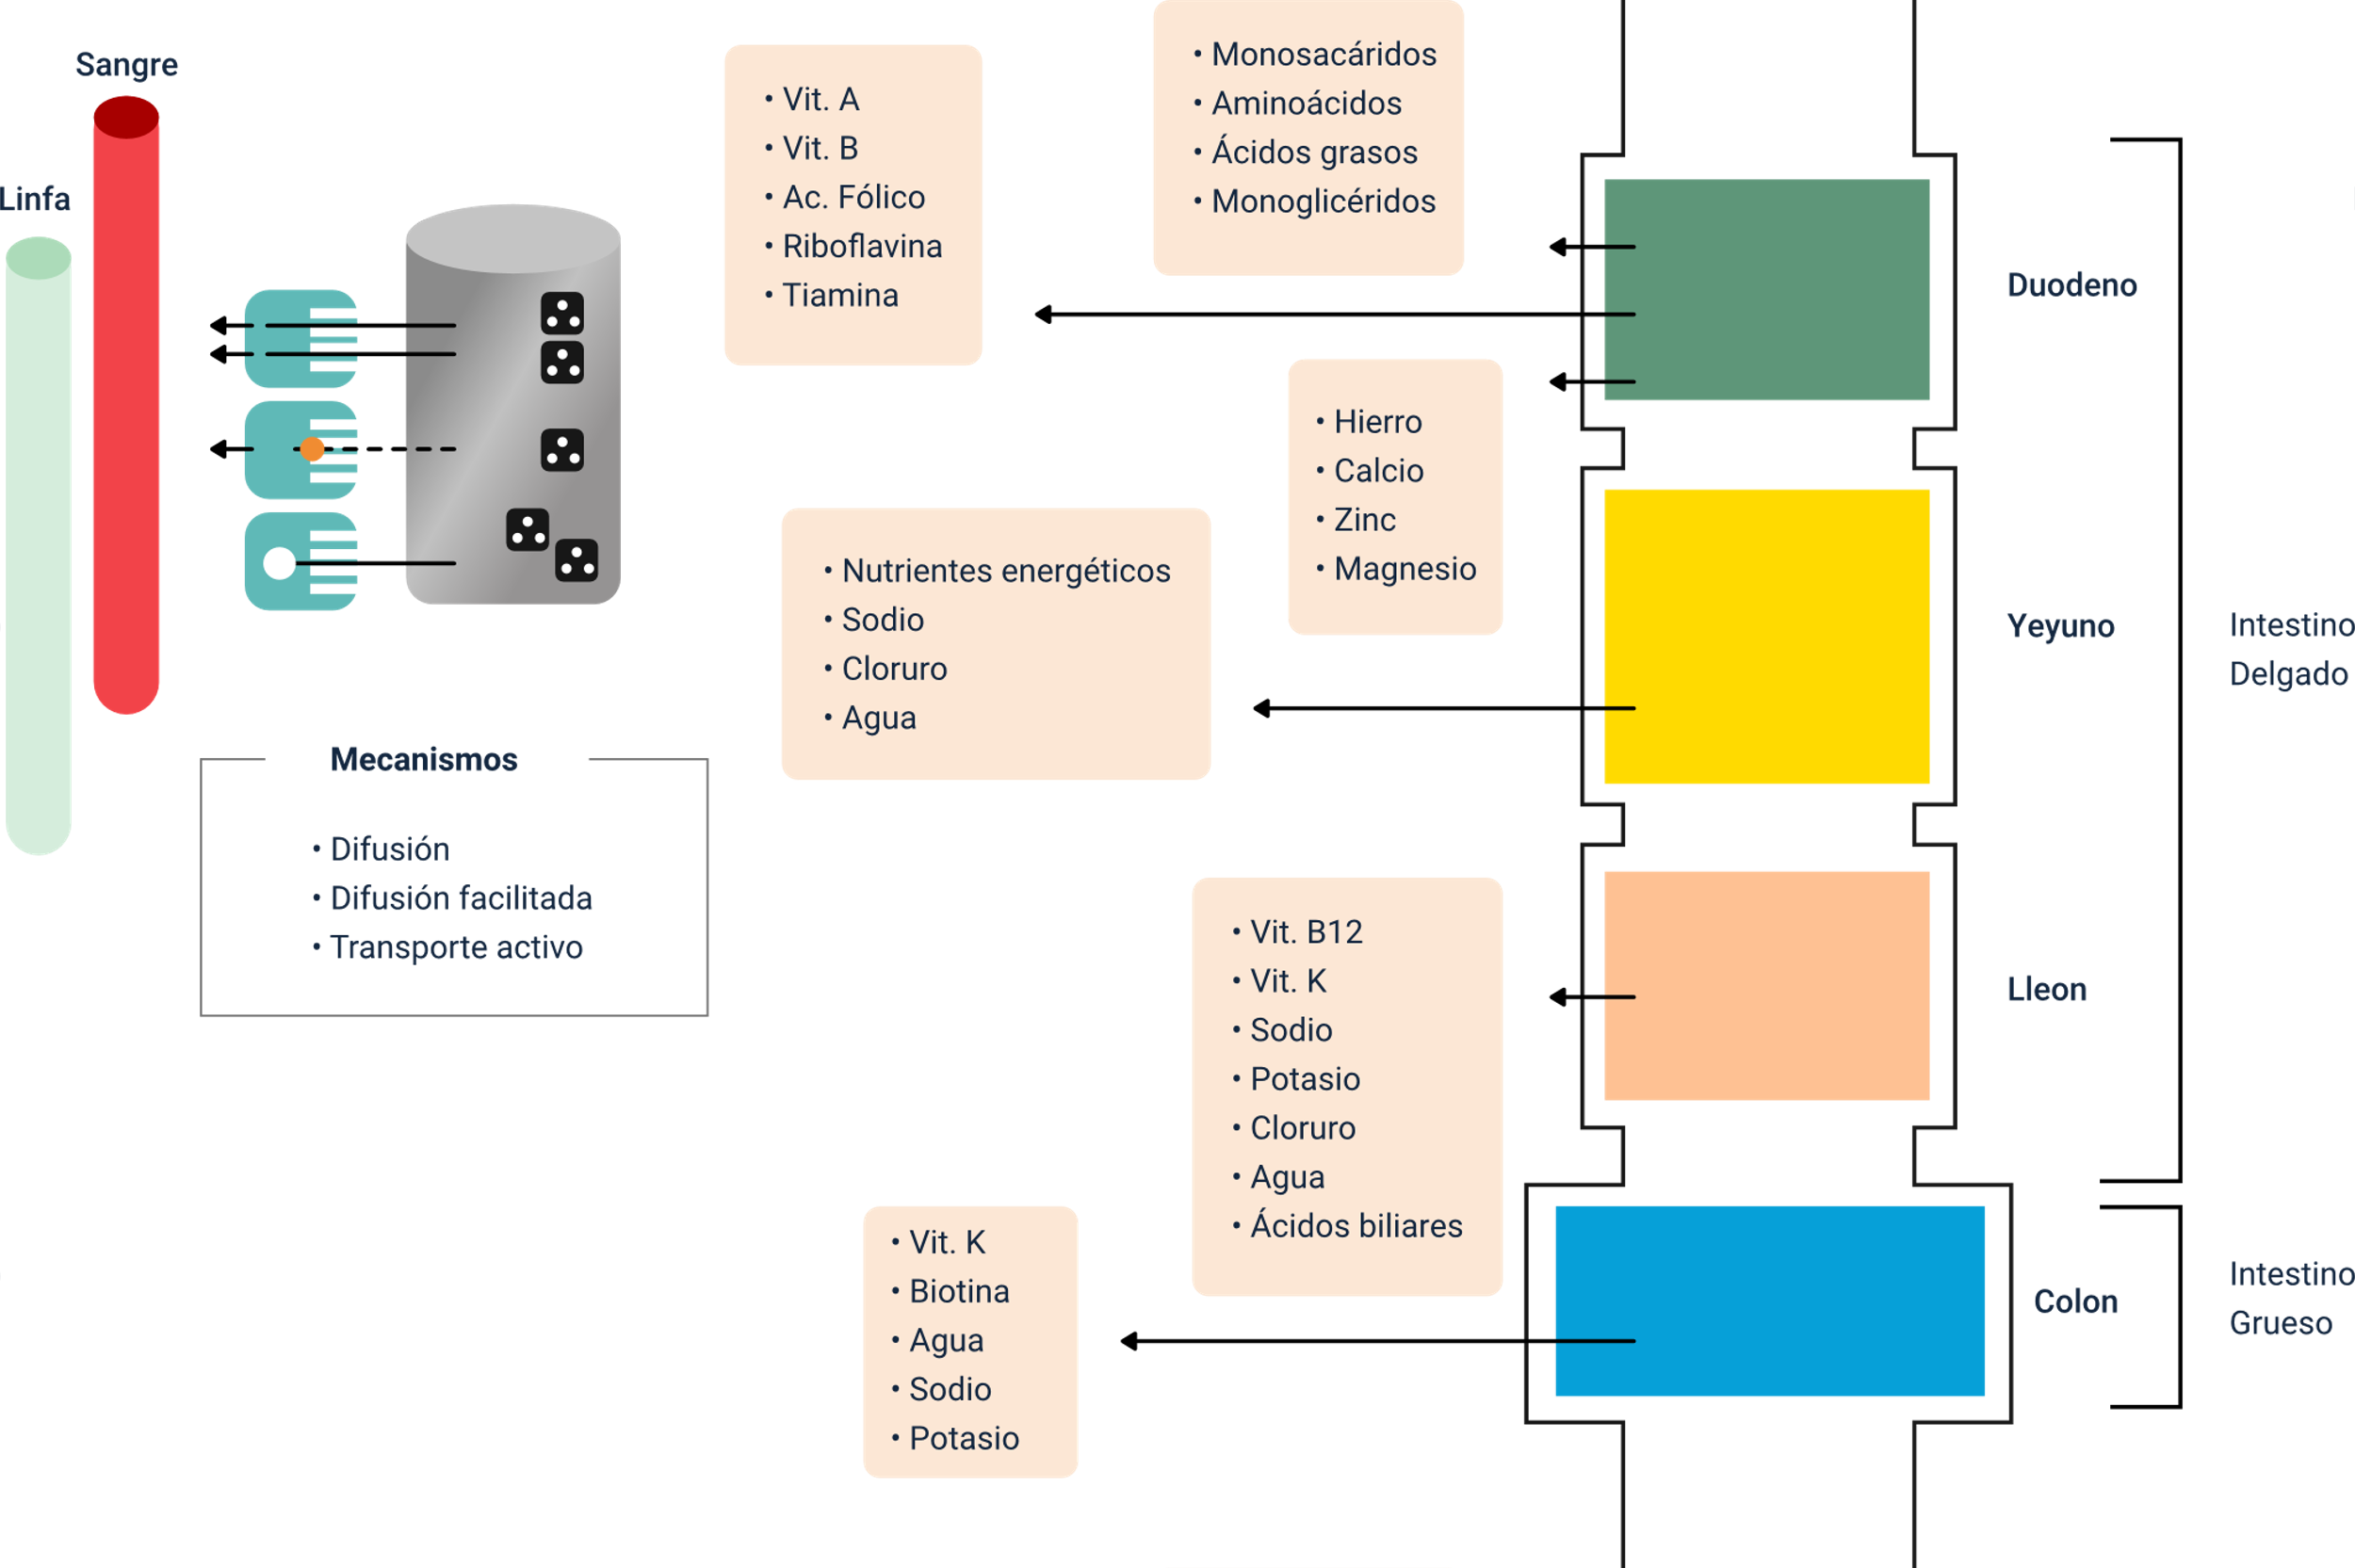 Sangre
Linfa
• Vit. A
• Vit. B
• Ac. Fólico
• Riboflavina
• Tiamina
• Monosacáridos
• Aminoácidos
• Ácidos grasos
• Monoglicéridos
Duodeno
• Hierro
• Calcio
• Zinc
• Magnesio
• Nutrientes energéticos
• Sodio
• Cloruro
• Agua
Yeyuno
Intestino
Delgado
Mecanismos
• Difusión
• Difusión facilitada
• Transporte activo
• Vit. B12
• Vit. K
• Sodio
• Potasio
• Cloruro
• Agua
• Ácidos biliares
Lleon
• Vit. K
• Biotina
• Agua
• Sodio
• Potasio
Colon
Intestino
Grueso